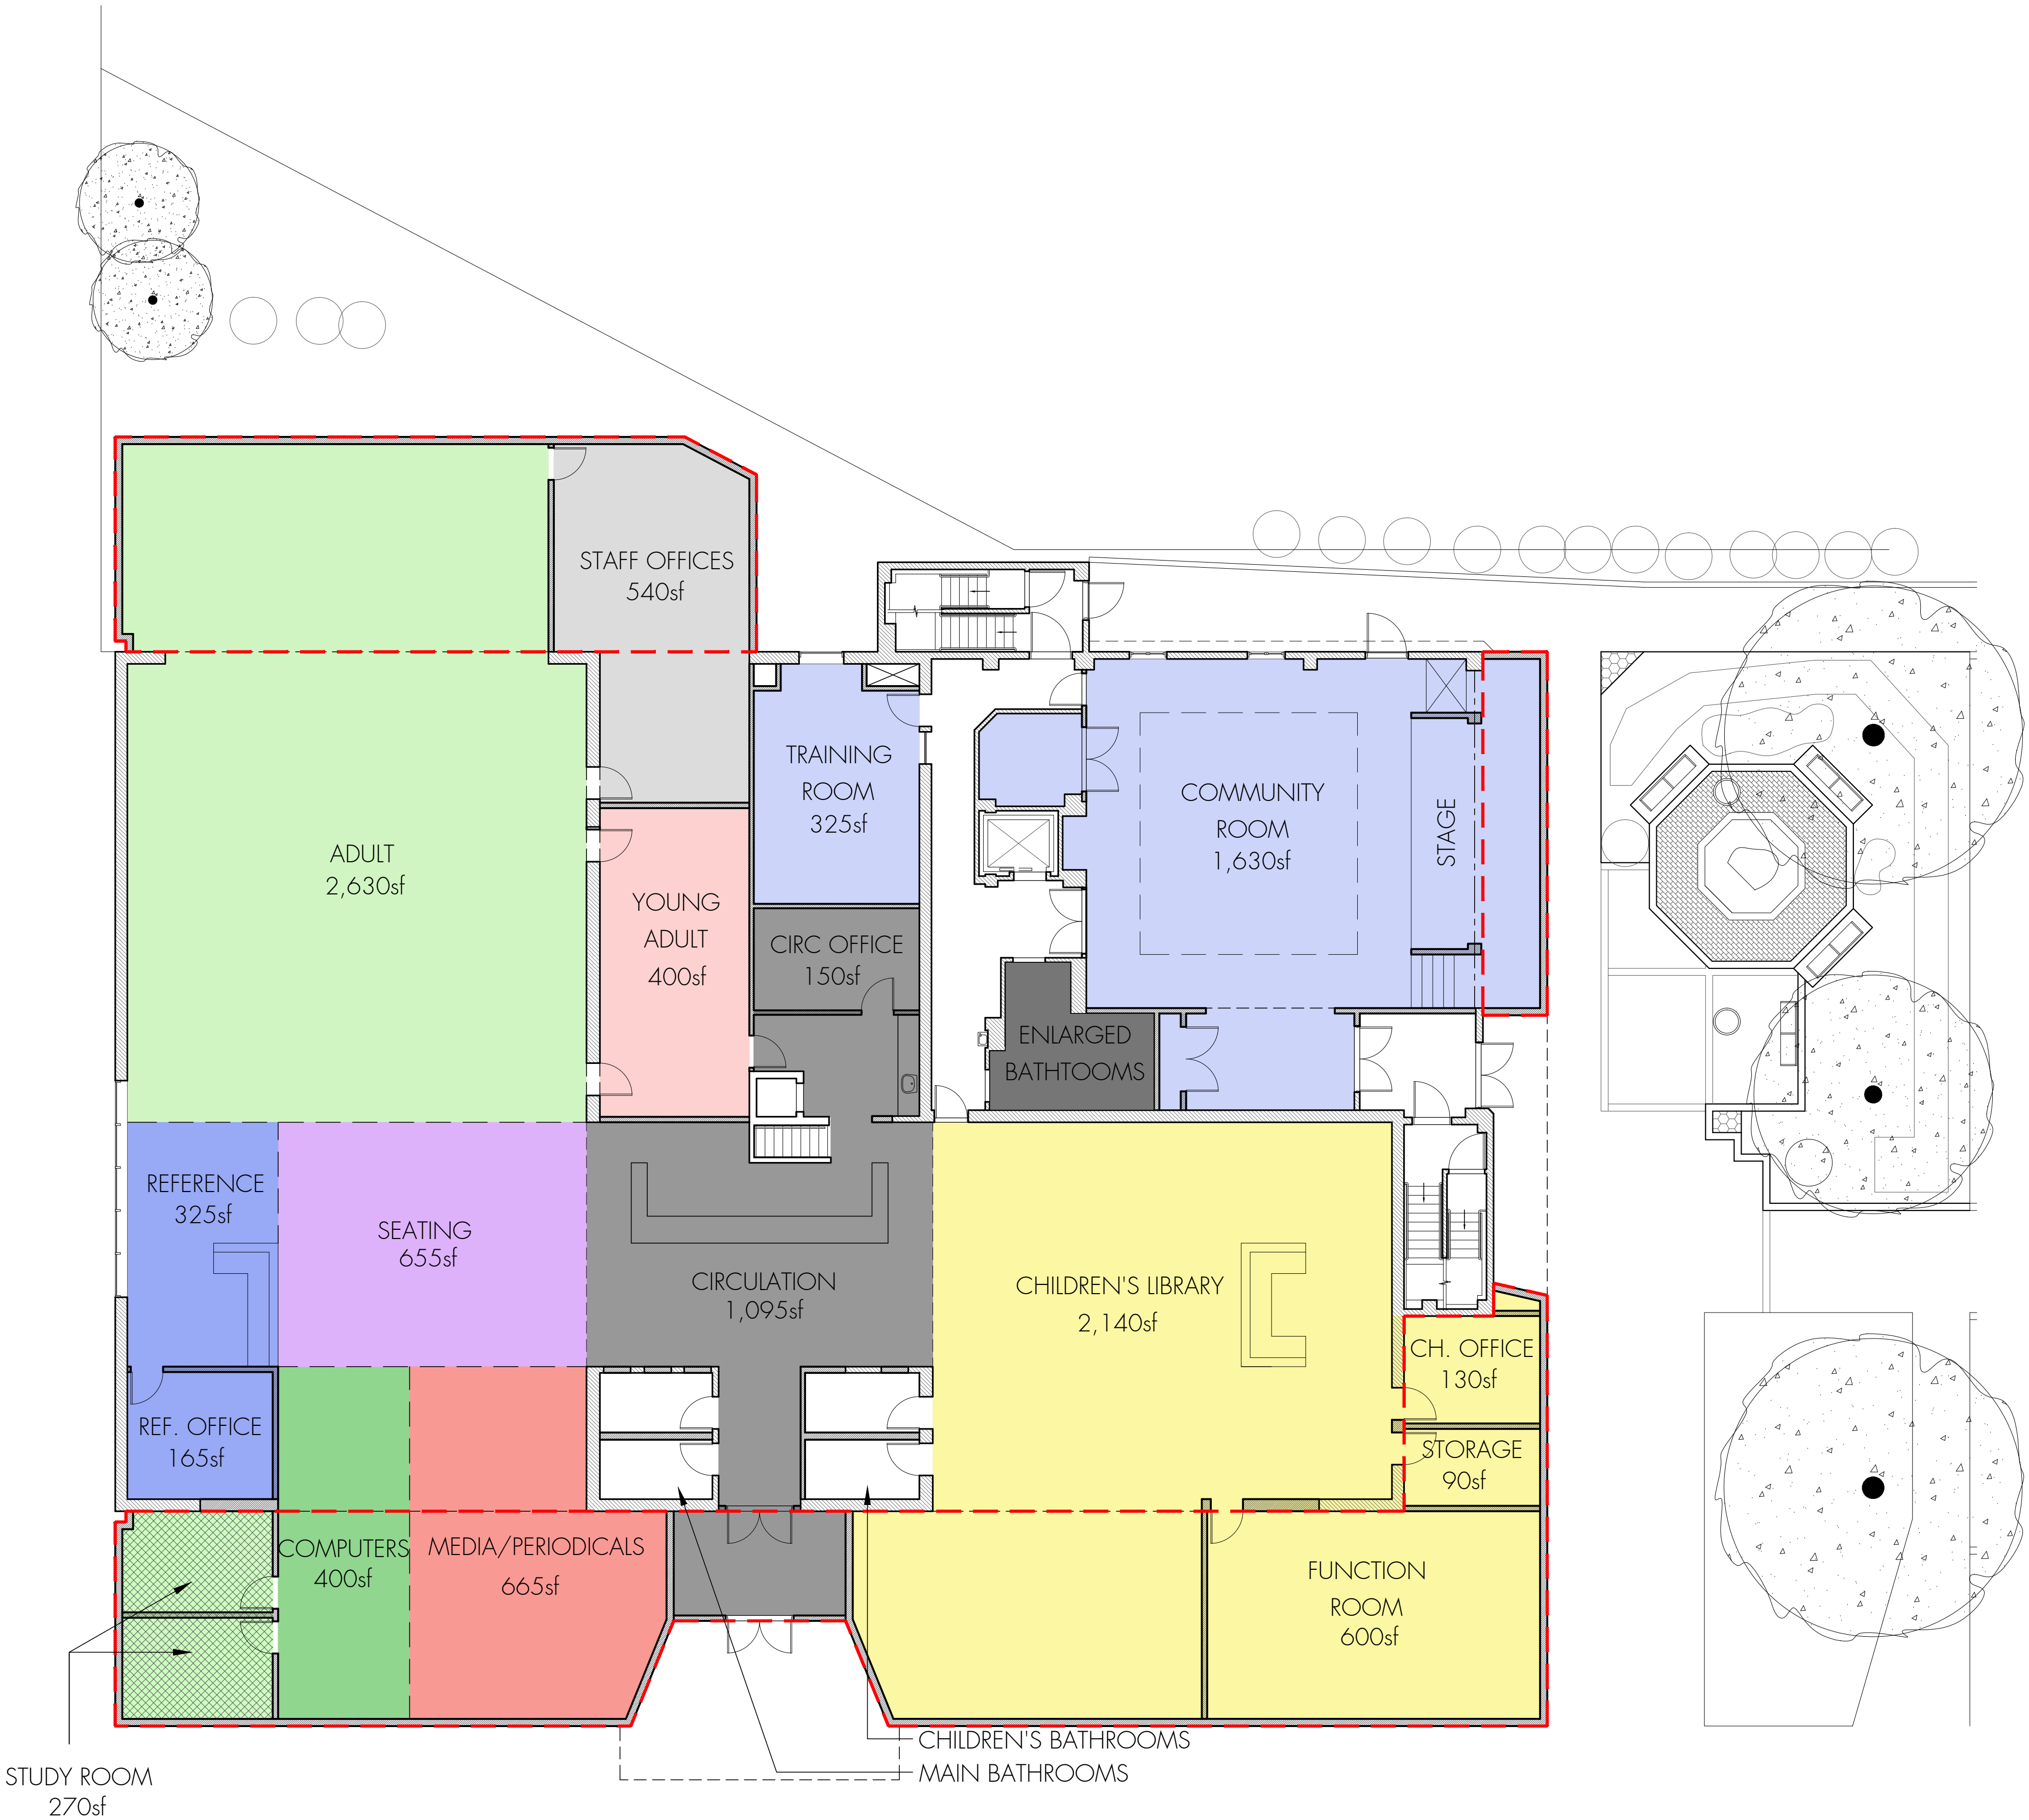 STAFF OFFICES
540sf
TRAINING
ROOM
325sf
COMMUNITY
ROOM
1,630sf
STAGE
ADULT
2,630sf
YOUNG
ADULT
400sf
CIRC OFFICE
150sf
ENLARGED
BATHTOOMS
REFERENCE
325sf
SEATING
655sf
CIRCULATION
1,095sf
CHILDREN'S LIBRARY
2,140sf
CH. OFFICE
130sf
REF. OFFICE
165sf
STORAGE
90sf
COMPUTERS
400sf
MEDIA/PERIODICALS
665sf
FUNCTION
ROOM
600sf
CHILDREN'S BATHROOMS
MAIN BATHROOMS
STUDY ROOM
270sf